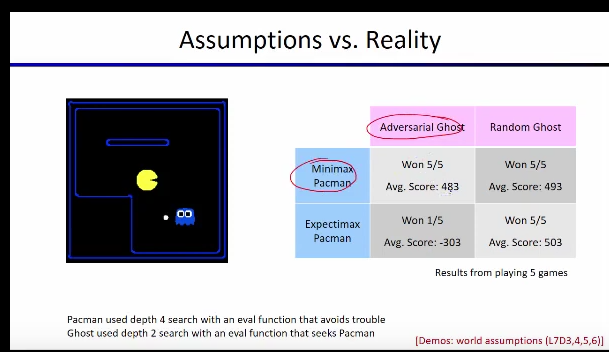 Assumptions vs. Reality
Adversarial Ghost
Random Ghost
Minimax
Pacman
Won 5/5
Avg. Score: 483
Won 5/5
Avg. Score: 493
Expectimax
Pacman
Won 1/5
Avg. Score: -303
Won 5/5
Avg. Score: 503
Results from playing 5 games
Pacman used depth 4 search with an eval function that avoids trouble
Ghost used depth 2 search with an eval function that seeks Pacman
[Demos: world assumptions (L7D3,4,5,6)]